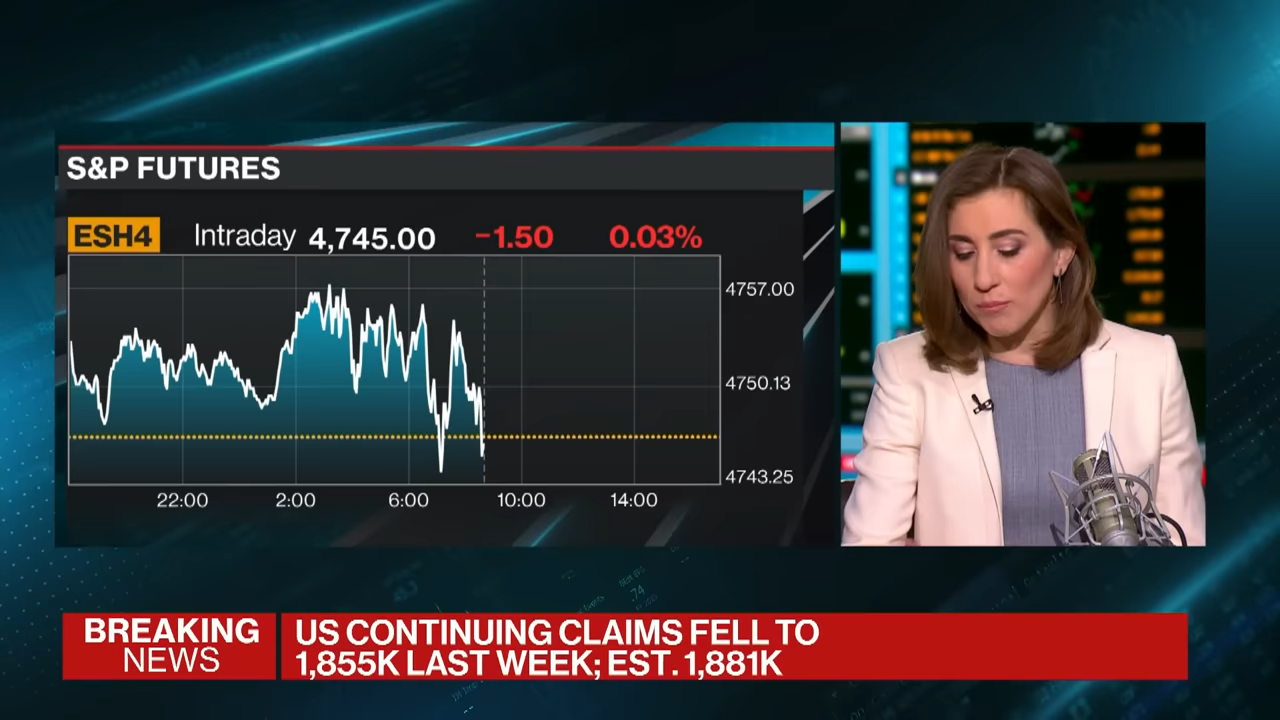 S&P FUTURES
ESH4 Intraday 4,745.00 −1.50 0.03%
4757.00
4750.13
4743.25
22:00 2:00 6:00 10:00 14:00
BREAKING NEWS
US CONTINUING CLAIMS FELL TO
1,855K LAST WEEK; EST. 1,881K